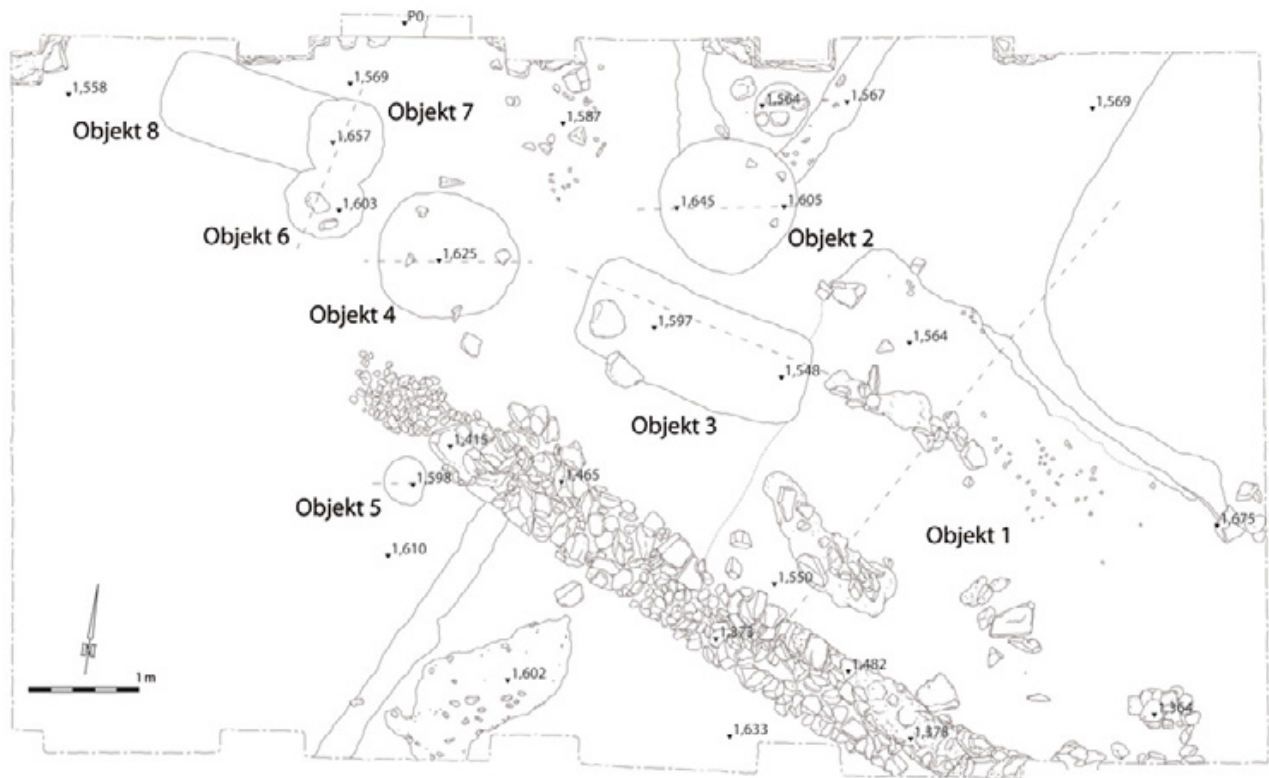 P0
1,558
1,569
Objekt 7
Objekt 8
1,657
1,587
1,564
1,567
1,569
1,603
Objekt 6
1,645
1,605
Objekt 2
1,625
Objekt 4
1,597
1,564
1,548
Objekt 3
1,415
1,465
1,598
Objekt 5
1,610
Objekt 1
1,675
1,550
1,373
1,482
1,602
1,633
1,378
1,364
N
1 m